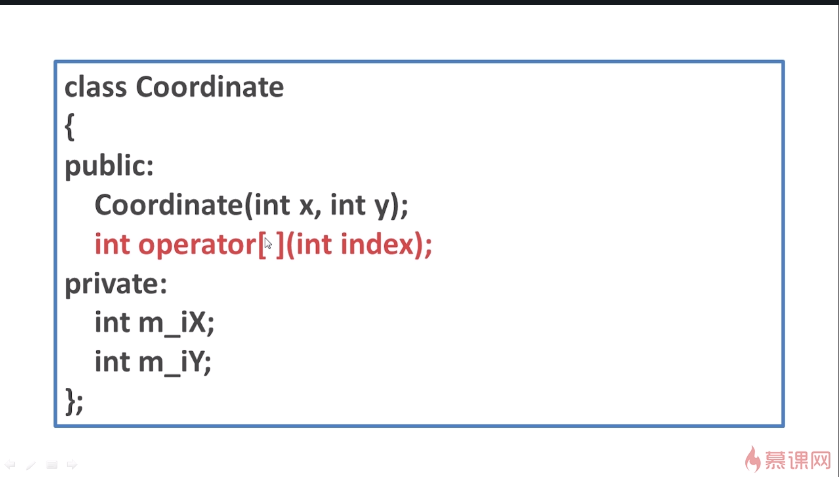 class Coordinate
{
public:
Coordinate(int x, int y);
int operator[ ](int index);
private:
int m_iX;
int m_iY;
};
慕课网